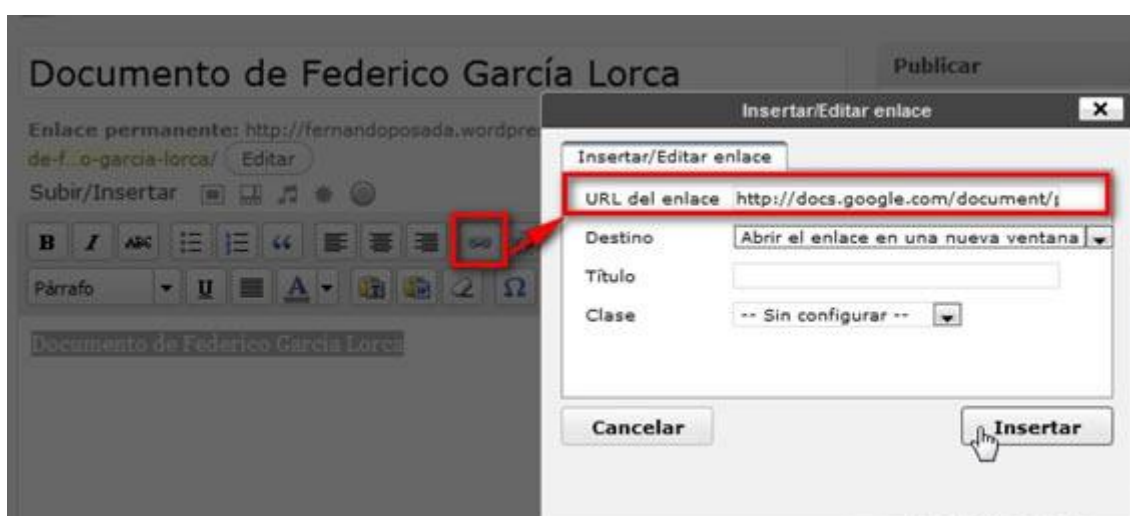 Documento de Federico García Lorca
Publicar
Enlace permanente: http://fernandoposada.wordpre
de-f...o-garcia-lorca/ Editar
Subir/Insertar
B I ABC
Párrafo U A Ω
Documento de Federico García Lorca
Insertar/Editar enlace X
Insertar/Editar enlace
URL del enlace http://docs.google.com/document/
Destino Abrir el enlace en una nueva ventana
Título
Clase -- Sin configurar --
Cancelar Insertar